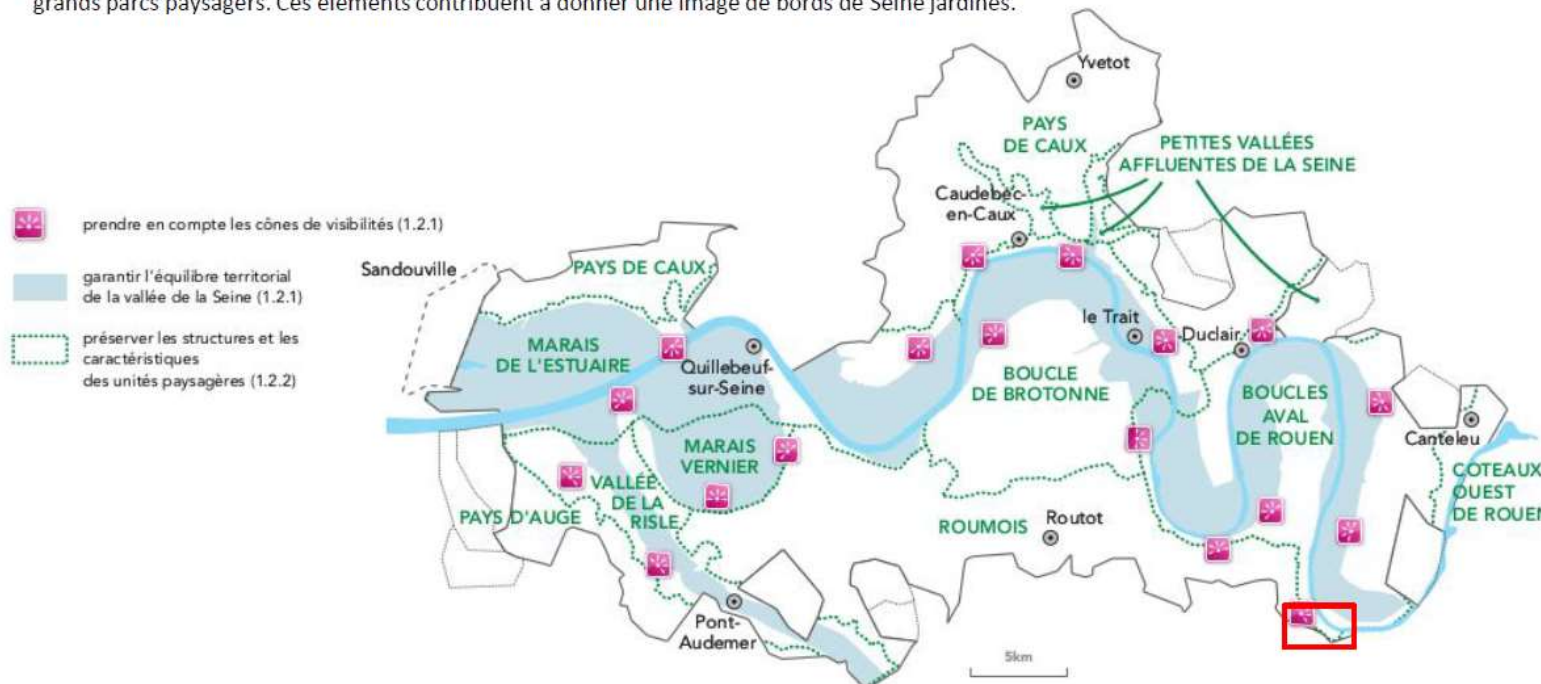 grands parcs paysagers. Ces éléments contribuent à donner une image de bords de Seine jardinés.
Yvetot
PAYS
DE CAUX
PETITES VALLÉES
AFFLUENTES DE LA SEINE
Caudebec-
en-Caux
prendre en compte les cônes de visibilités (1.2.1)
garantir l'équilibre territorial
de la vallée de la Seine (1.2.1)
préserver les structures et les
caractéristiques
des unités paysagères (1.2.2)
Sandouville
PAYS DE CAUX
MARAIS
DE L'ESTUAIRE
Quillebeuf-
sur-Seine
le Trait
Duclair
BOUCLE
DE BROTONNE
BOUCLES
AVAL
DE ROUEN
Canteleu
MARAIS
VERNIER
VALLÉE
DE LA
RISLE
PAYS D'AUGE
COTEAUX
OUEST
DE ROUEN
ROUMOIS
Routot
Pont-
Audemer
5km